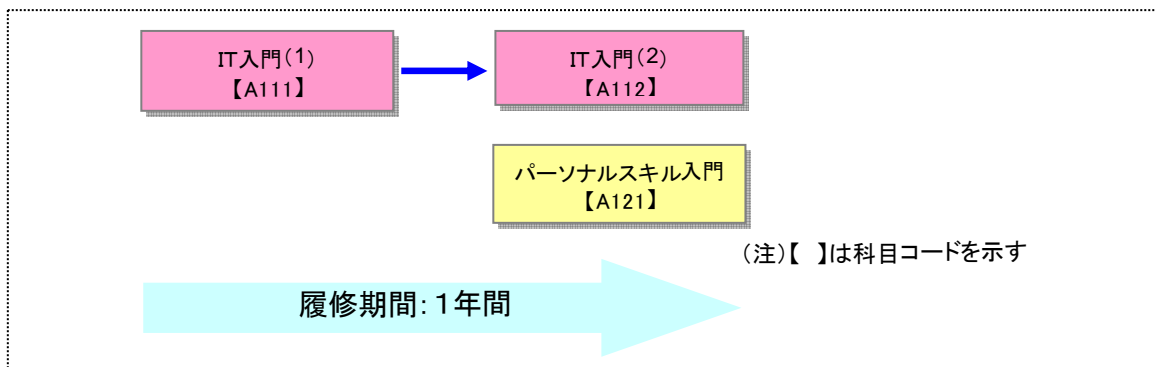 IT入門(1)
【A111】
IT入門(2)
【A112】
パーソナルスキル入門
【A121】
(注)【 】は科目コードを示す
履修期間:1年間